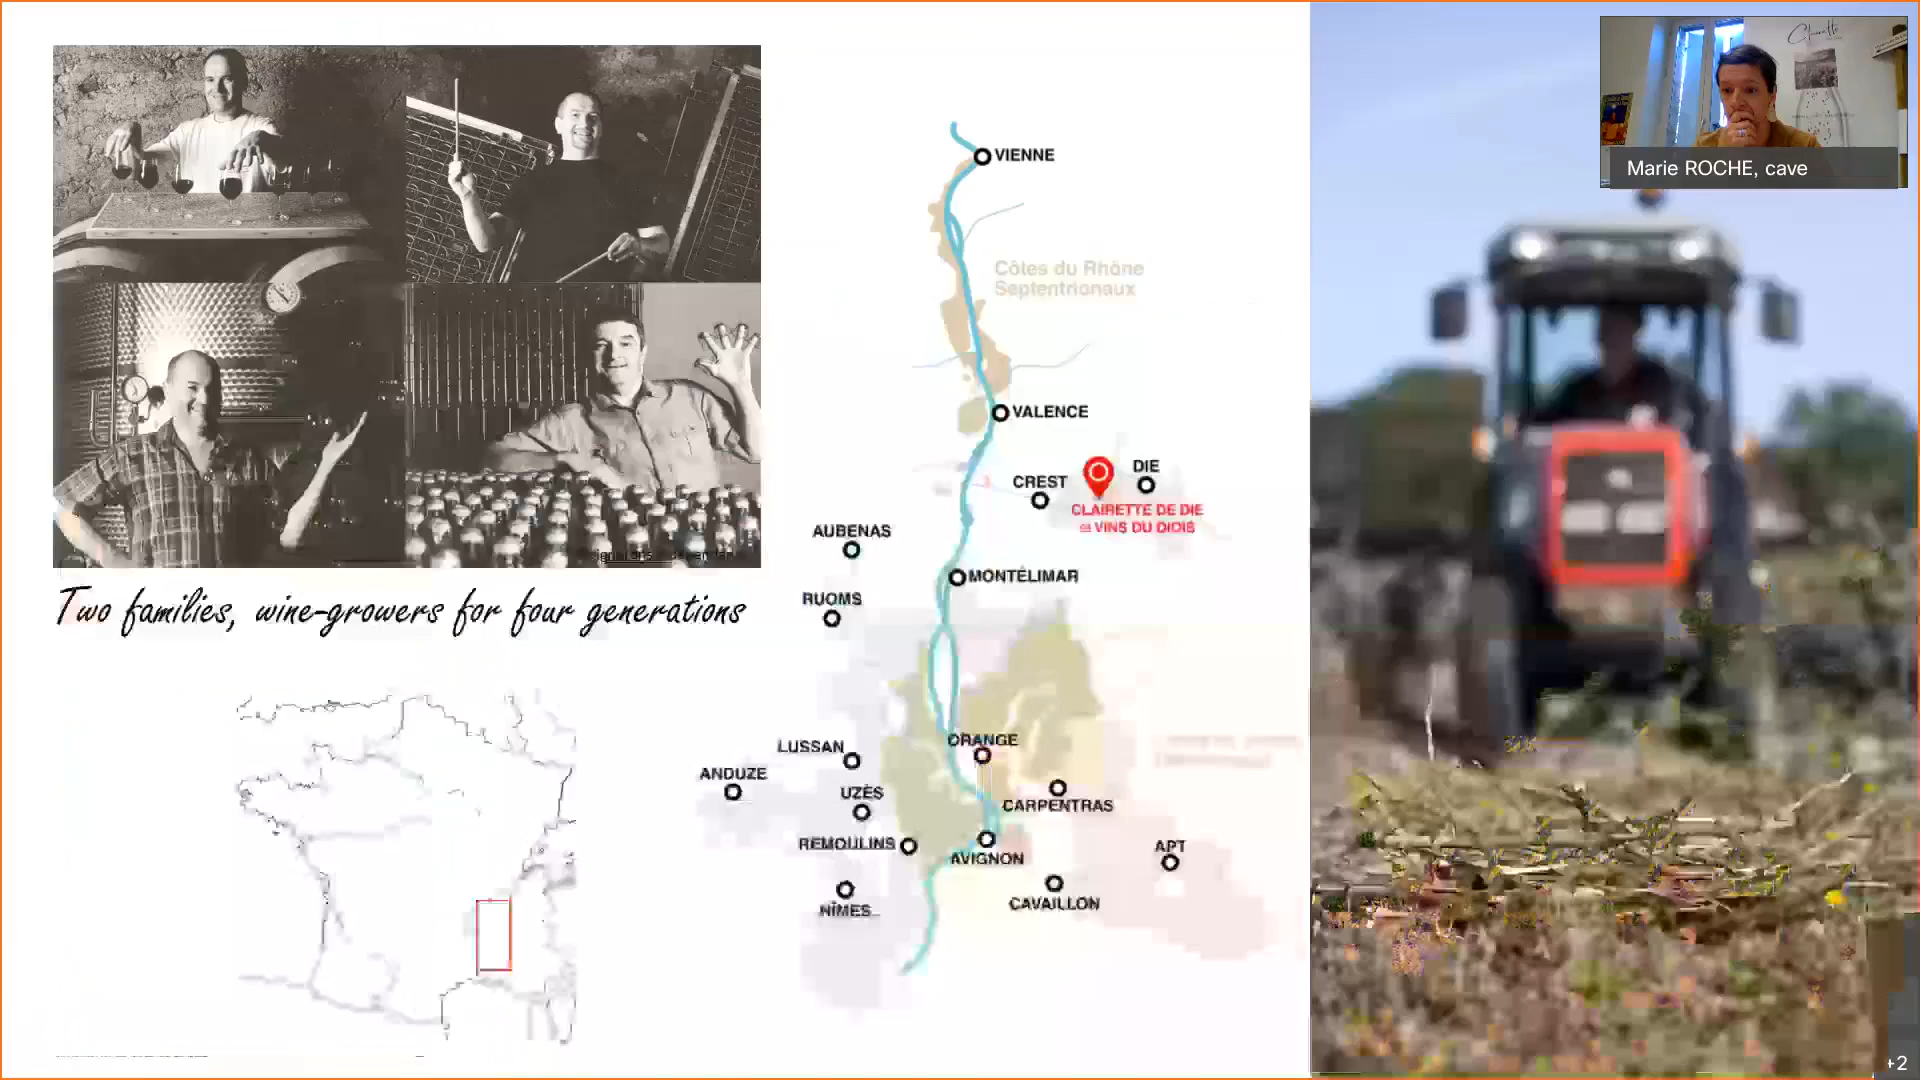 Marie ROCHE, cave
VIENNE
Côtes du Rhône
Septentrionaux
VALENCE
CREST
DIE
CLAIRETTE DE DIE
VINS DU DIOIS
AUBENAS
MONTÉLIMAR
RUOMS
Two families, wine-growers for four generations
LUSSAN
ORANGE
ANDUZE
UZÈS
CARPENTRAS
REMOULINS
AVIGNON
APT
NÎMES
CAVAILLON
+2